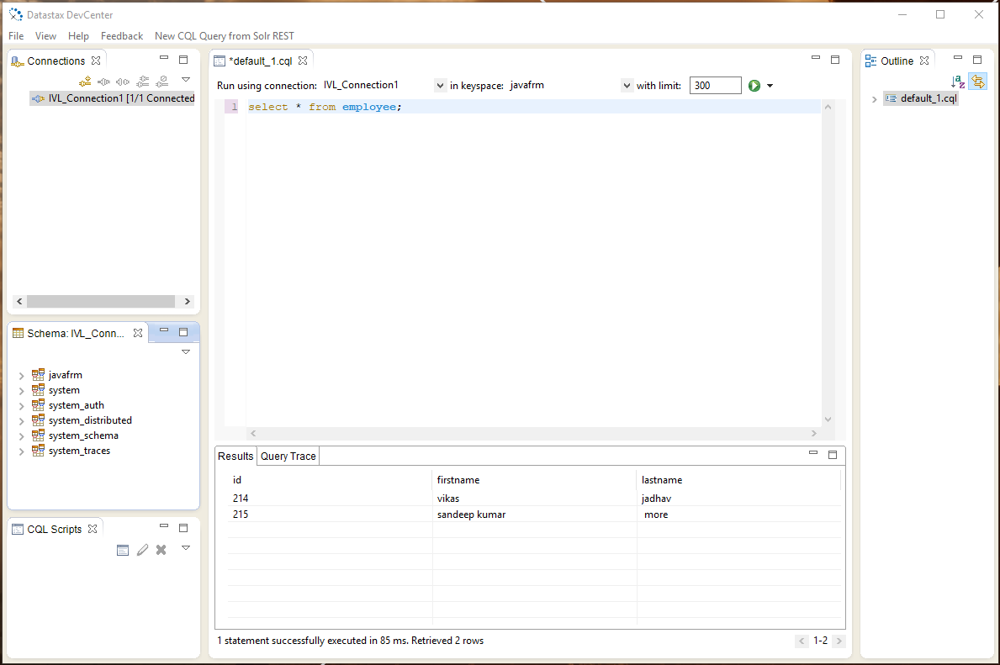 Datastax DevCenter
File View Help Feedback New CQL Query from Solr REST
Connections
IVL_Connection1 [1/1 Connected
Schema: IVL_Conn...
javafrm
system
system_auth
system_distributed
system_schema
system_traces
CQL Scripts
*default_1.cql
Run using connection: IVL_Connection1 in keyspace: javafrm with limit: 300
1 select * from employee;
Results Query Trace
id firstname lastname
214 vikas jadhav
215 sandeep kumar more
1 statement successfully executed in 85 ms. Retrieved 2 rows
1-2
Outline
a
z
default_1.cql